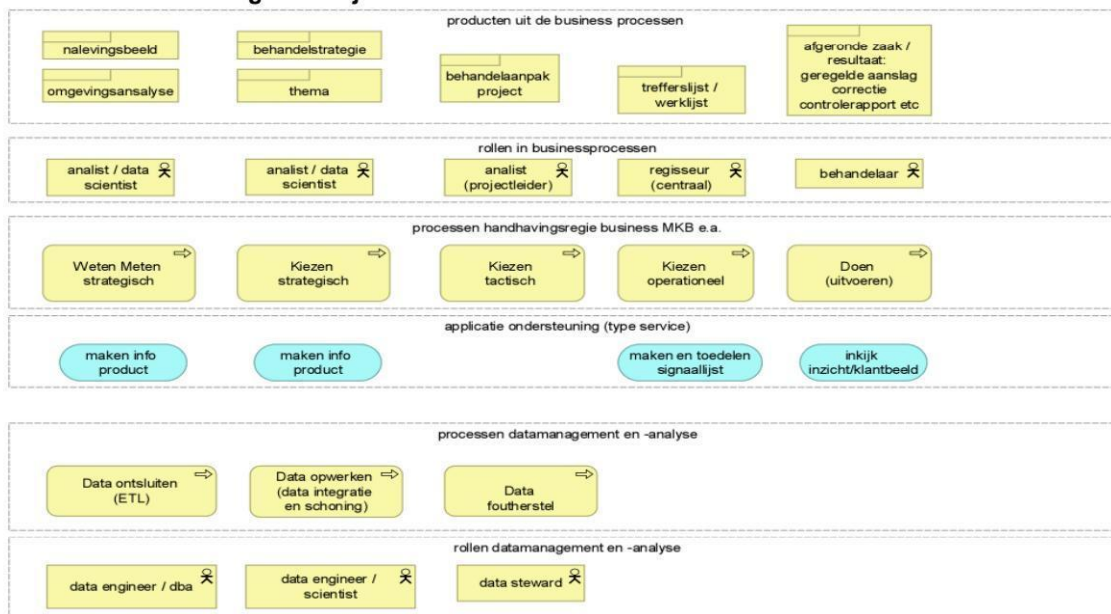 producten uit de business processen
nalevingsbeeld
behandelstrategie
afgeronde zaak /
resultaat:
geregelde aanslag
correctie
controlerapport etc
omgevingsansalyse
thema
behandelaanpak
project
trefferslijst /
werklijst
rollen in businessprocessen
analist / data
scientist
analist / data
scientist
analist
(projectleider)
regisseur
(centraal)
behandelaar
processen handhavingsregie business MKB e.a.
Weten Meten
strategisch
Kiezen
strategisch
Kiezen
tactisch
Kiezen
operationeel
Doen
(uitvoeren)
applicatie ondersteuning (type service)
maken info
product
maken info
product
maken en toedelen
signaallijst
inkijk
inzicht/klantbeeld
processen datamanagement en -analyse
Data ontsluiten
(ETL)
Data opwerken
(data integratie
en schoning)
Data
foutherstel
rollen datamanagement en -analyse
data engineer / dba
data engineer /
scientist
data steward